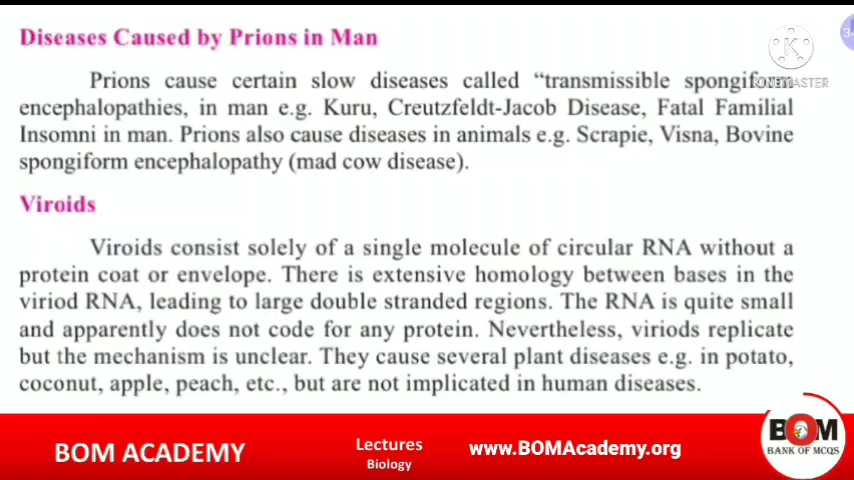 Diseases Caused by Prions in Man
Prions cause certain slow diseases called “transmissible spongiform
encephalopathies, in man e.g. Kuru, Creutzfeldt-Jacob Disease, Fatal Familial
Insomni in man. Prions also cause diseases in animals e.g. Scrapie, Visna, Bovine
spongiform encephalopathy (mad cow disease).
Viroids
Viroids consist solely of a single molecule of circular RNA without a
protein coat or envelope. There is extensive homology between bases in the
viriod RNA, leading to large double stranded regions. The RNA is quite small
and apparently does not code for any protein. Nevertheless, viriods replicate
but the mechanism is unclear. They cause several plant diseases e.g. in potato,
coconut, apple, peach, etc., but are not implicated in human diseases.
K
KINEMASTER
BOM ACADEMY
Lectures
Biology
www.BOMAcademy.org
BOM
BANK OF MCQS